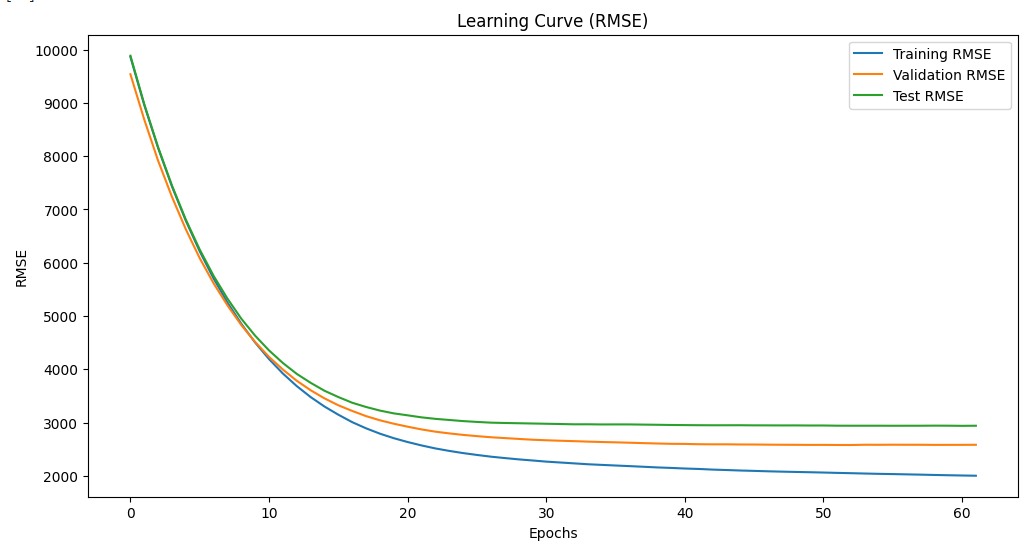 Learning Curve (RMSE)
10000
9000
8000
7000
6000
5000
4000
3000
2000
RMSE
Training RMSE
Validation RMSE
Test RMSE
0
10
20
30
40
50
60
Epochs